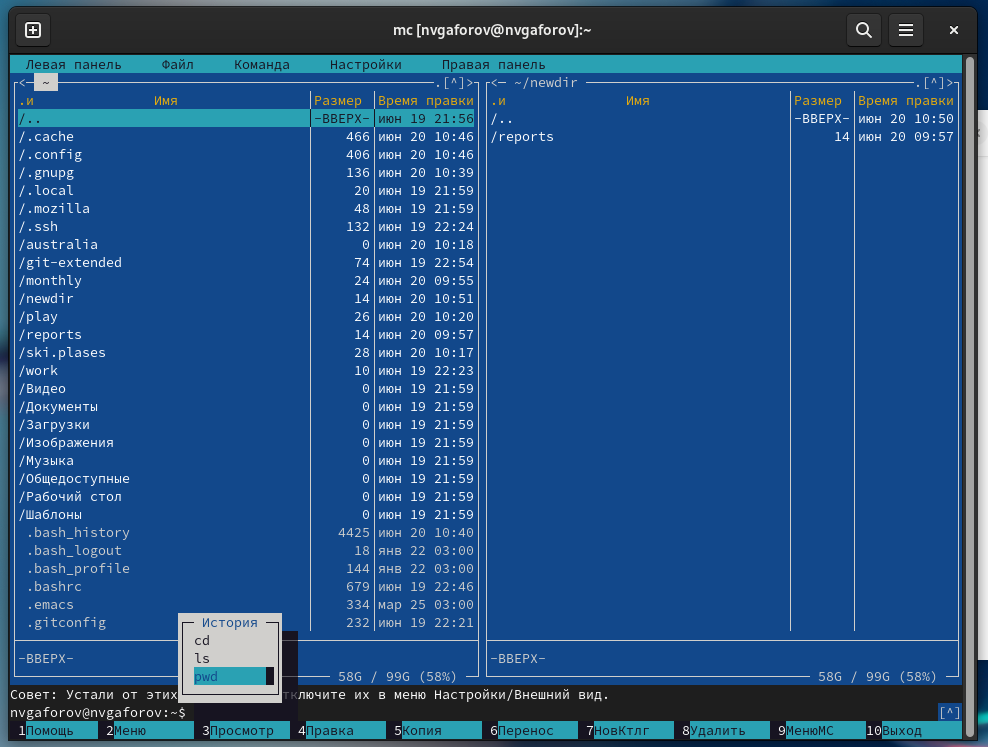 mc [nvgaforov@nvgaforov]:~
Левая панель Файл Команда Настройки Правая панель
<─ ~ .[^]> <─ ~/newdir .[^]>
.и Имя Размер Время правки .и Имя Размер Время правки
/.. -ВВЕРХ- июн 19 21:56 /.. -ВВЕРХ- июн 20 10:50
/.cache 466 июн 20 10:46 /reports 14 июн 20 09:57
/.config 406 июн 20 10:46
/.gnupg 136 июн 20 10:39
/.local 20 июн 19 21:59
/.mozilla 48 июн 19 21:59
/.ssh 132 июн 19 22:24
/australia 0 июн 20 10:18
/git-extended 74 июн 19 22:54
/monthly 24 июн 20 09:55
/newdir 14 июн 20 10:51
/play 26 июн 20 10:20
/reports 14 июн 20 09:57
/ski.plases 28 июн 20 10:17
/work 10 июн 19 22:23
/Видео 0 июн 19 21:59
/Документы 0 июн 19 21:59
/Загрузки 0 июн 19 21:59
/Изображения 0 июн 19 21:59
/Музыка 0 июн 19 21:59
/Общедоступные 0 июн 19 21:59
/Рабочий стол 0 июн 19 21:59
/Шаблоны 0 июн 19 21:59
.bash_history 4425 июн 20 10:40
.bash_logout 18 янв 22 03:00
.bash_profile 144 янв 22 03:00
.bashrc 679 июн 19 22:46
.emacs 334 мар 25 03:00
.gitconfig 232 июн 19 22:21
История
cd
ls
pwd
-ВВЕРХ- -ВВЕРХ-
58G / 99G (58%) 58G / 99G (58%)
Совет: Устали от этих тключите их в меню Настройки/Внешний вид.
nvgaforov@nvgaforov:~$ [^]
1Помощь 2Меню 3Просмотр 4Правка 5Копия 6Перенос 7НовКтлг 8Удалить 9МенюМС 10Выход